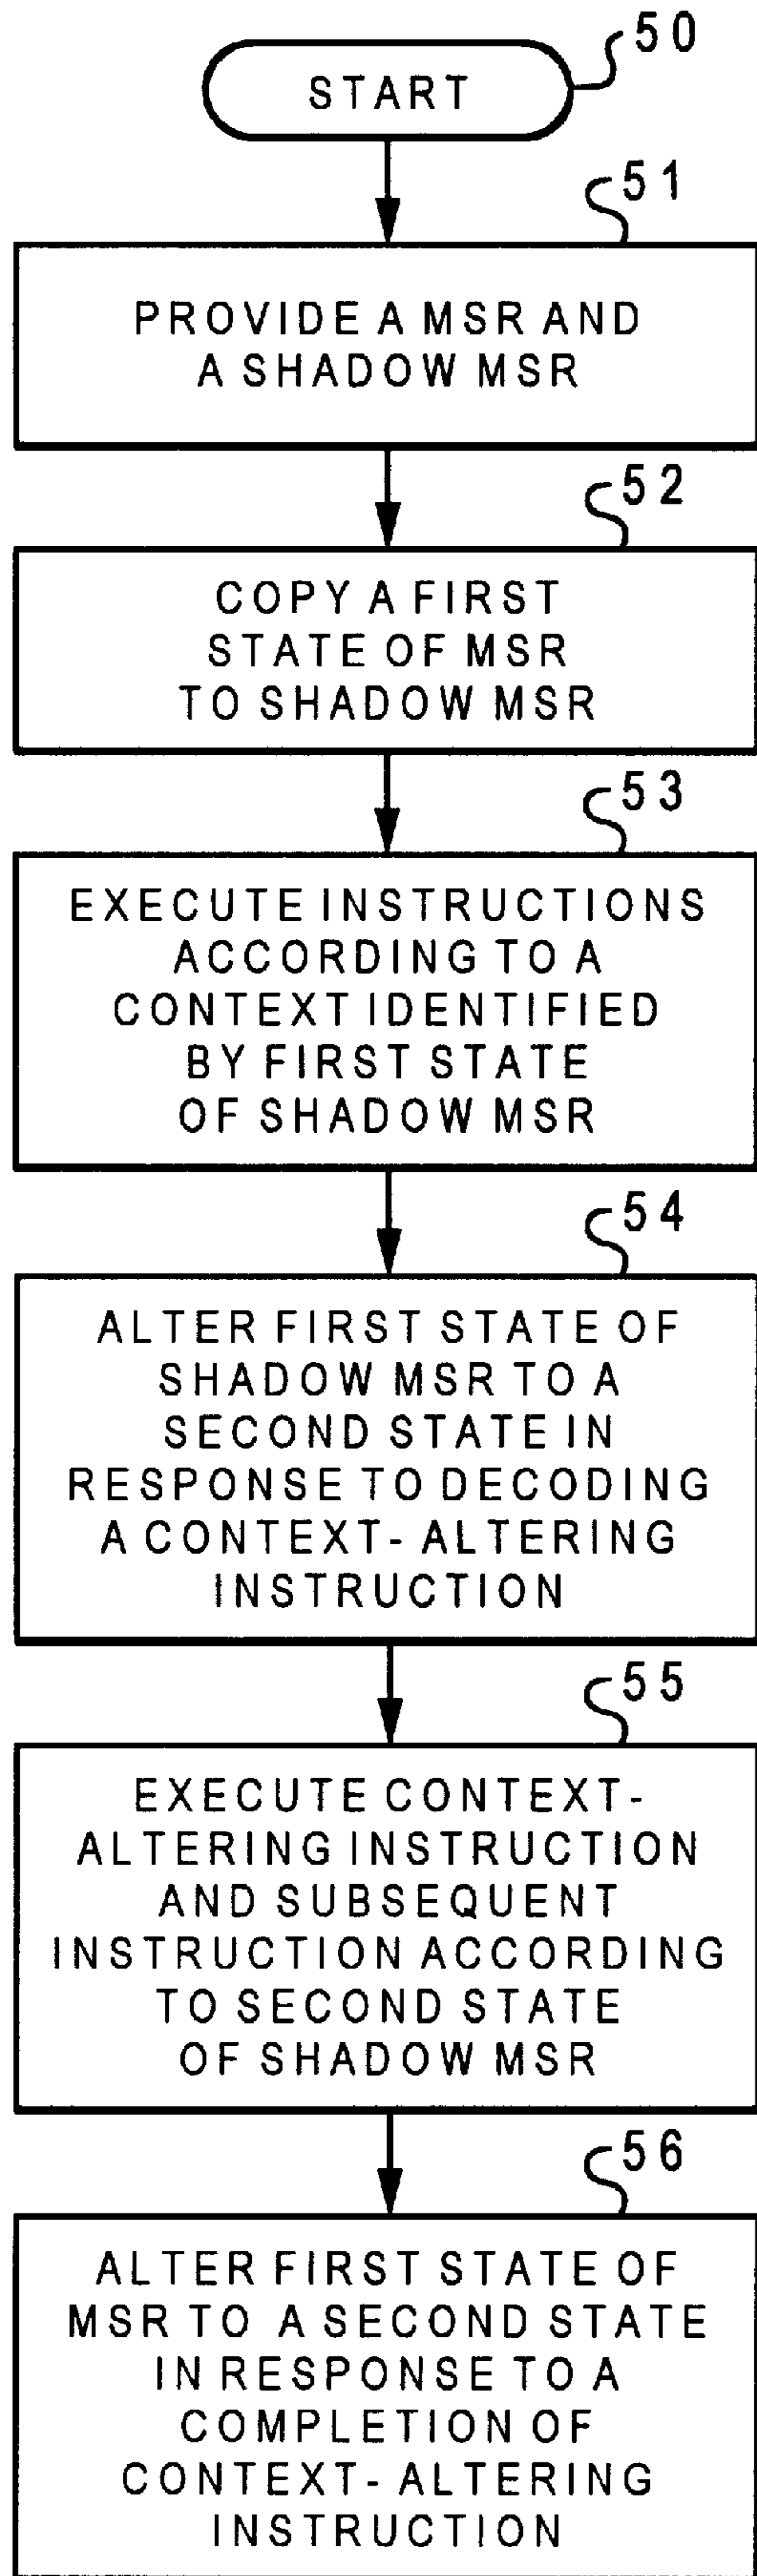 50
START
51
PROVIDE A MSR AND
A SHADOW MSR
52
COPY A FIRST
STATE OF MSR
TO SHADOW MSR
53
EXECUTE INSTRUCTIONS
ACCORDING TO A
CONTEXT IDENTIFIED
BY FIRST STATE
OF SHADOW MSR
54
ALTER FIRST STATE OF
SHADOW MSR TO A
SECOND STATE IN
RESPONSE TO DECODING
A CONTEXT- ALTERING
INSTRUCTION
55
EXECUTE CONTEXT-
ALTERING INSTRUCTION
AND SUBSEQUENT
INSTRUCTION ACCORDING
TO SECOND STATE
OF SHADOW MSR
56
ALTER FIRST STATE OF
MSR TO A SECOND STATE
IN RESPONSE TO A
COMPLETION OF
CONTEXT- ALTERING
INSTRUCTION